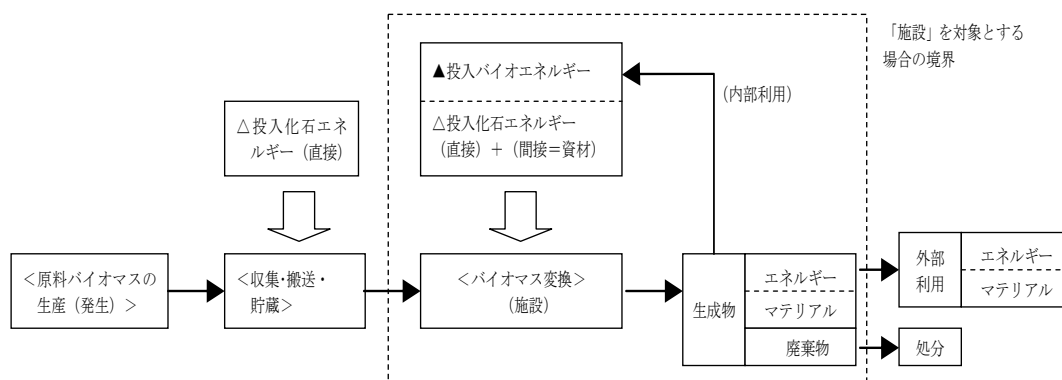 「施設」を対象とする
場合の境界
▲投入バイオエネルギー
(内部利用)
△投入化石エネ
ルギー(直接)
△投入化石エネルギー
(直接)+(間接=資材)
<原料バイオマスの
生産(発生)>
<収集・搬送・
貯蔵>
<バイオマス変換>
(施設)
生成物
エネルギー
マテリアル
廃棄物
外部
利用
エネルギー
マテリアル
処分